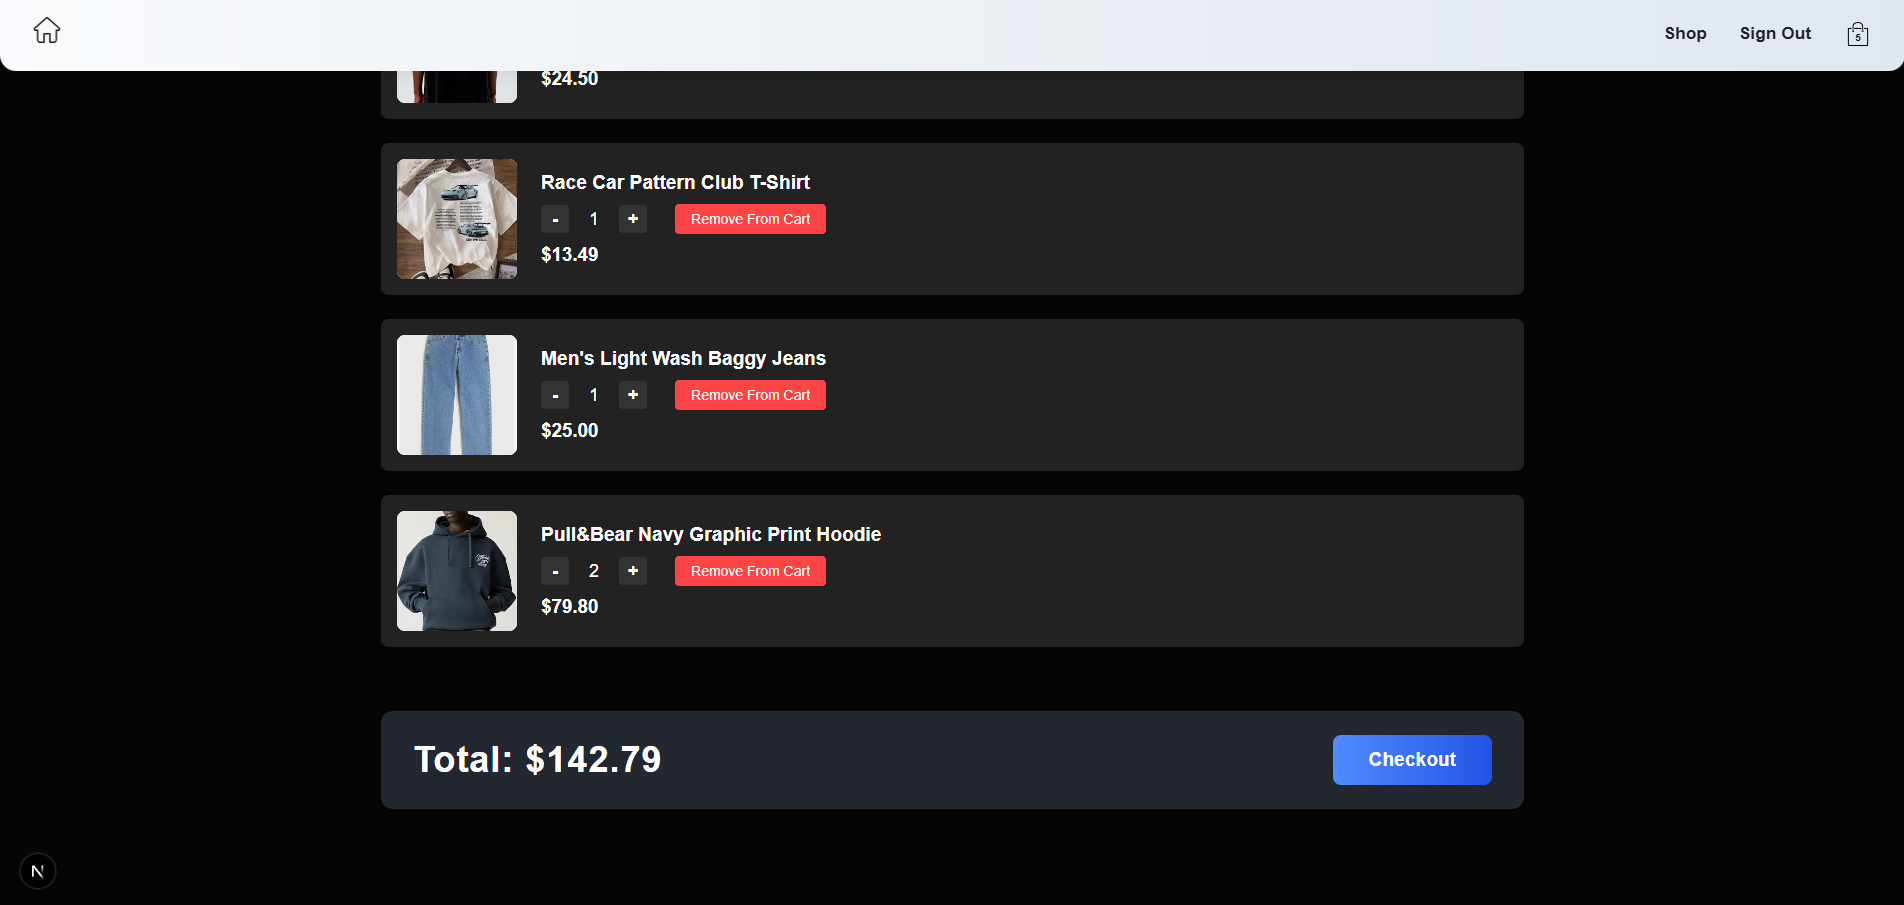 Shop Sign Out 5
$24.50
Race Car Pattern Club T-Shirt
- 1 + Remove From Cart
$13.49
Men's Light Wash Baggy Jeans
- 1 + Remove From Cart
$25.00
Pull&Bear Navy Graphic Print Hoodie
- 2 + Remove From Cart
$79.80
Total: $142.79 Checkout
N